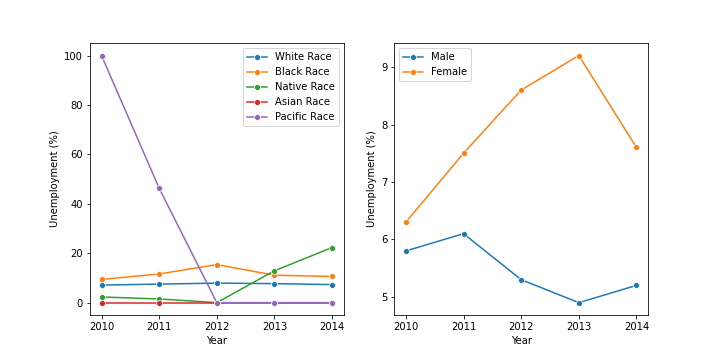 100
80
60
40
20
0
Unemployment (%)
2010 2011 2012 2013 2014
Year
White Race
Black Race
Native Race
Asian Race
Pacific Race
9
8
7
6
5
Unemployment (%)
2010 2011 2012 2013 2014
Year
Male
Female